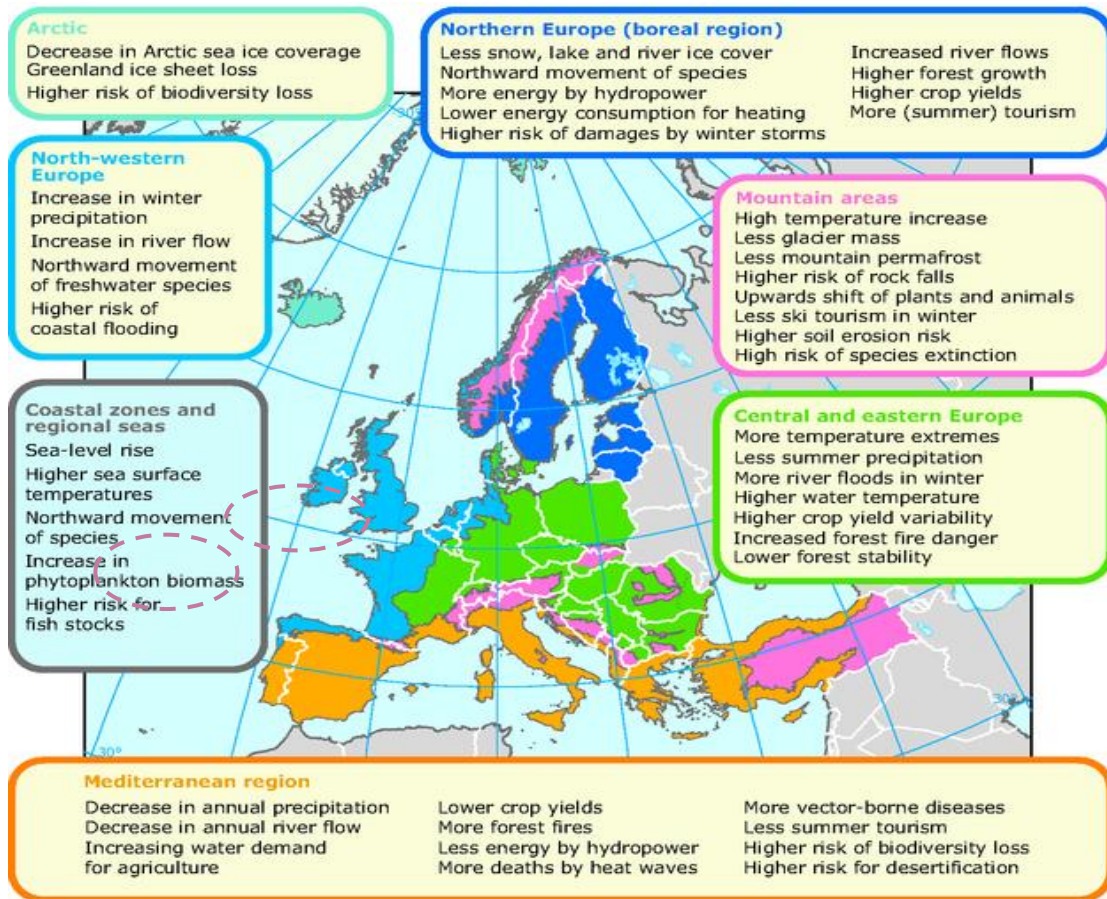 Arctic
Decrease in Arctic sea ice coverage
Greenland ice sheet loss
Higher risk of biodiversity loss
Northern Europe (boreal region)
Less snow, lake and river ice cover
Northward movement of species
More energy by hydropower
Lower energy consumption for heating
Higher risk of damages by winter storms
Increased river flows
Higher forest growth
Higher crop yields
More (summer) tourism
North-western
Europe
Increase in winter
precipitation
Increase in river flow
Northward movement
of freshwater species
Higher risk of
coastal flooding
Mountain areas
High temperature increase
Less glacier mass
Less mountain permafrost
Higher risk of rock falls
Upwards shift of plants and animals
Less ski tourism in winter
Higher soil erosion risk
High risk of species extinction
Coastal zones and
regional seas
Sea-level rise
Higher sea surface
temperatures
Northward movement
of species
Increase in
phytoplankton biomass
Higher risk for
fish stocks
Central and eastern Europe
More temperature extremes
Less summer precipitation
More river floods in winter
Higher water temperature
Higher crop yield variability
Increased forest fire danger
Lower forest stability
30°
30°
Mediterranean region
Decrease in annual precipitation
Decrease in annual river flow
Increasing water demand
for agriculture
Lower crop yields
More forest fires
Less energy by hydropower
More deaths by heat waves
More vector-borne diseases
Less summer tourism
Higher risk of biodiversity loss
Higher risk for desertification